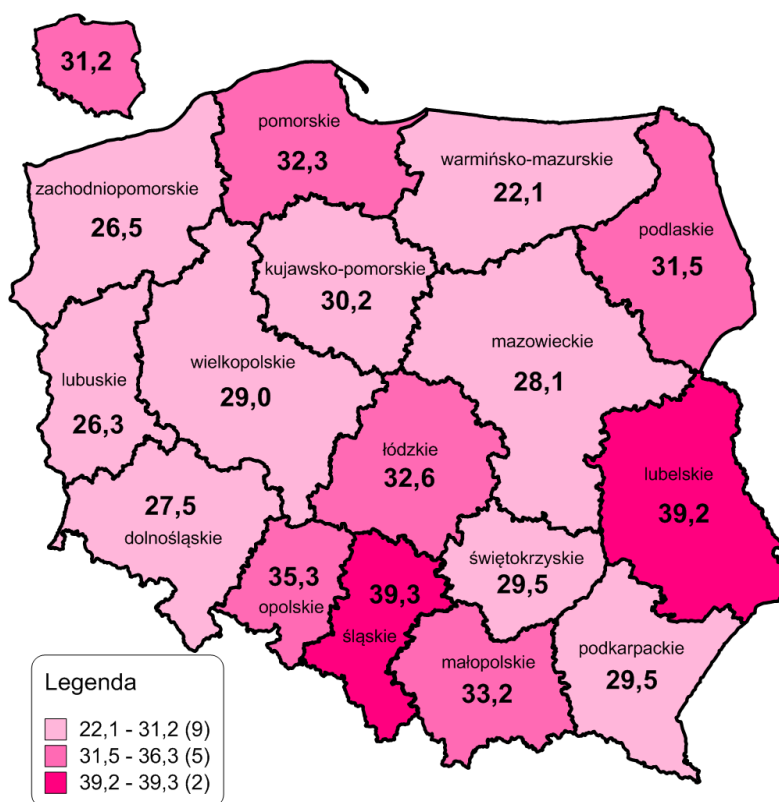 31,2
pomorskie
32,3
warmińsko-mazurskie
22,1
zachodniopomorskie
26,5
podlaskie
31,5
kujawsko-pomorskie
30,2
mazowieckie
28,1
wielkopolskie
29,0
lubuskie
26,3
łódzkie
32,6
lubelskie
39,2
27,5
dolnośląskie
świętokrzyskie
29,5
35,3
opolskie
39,3
śląskie
małopolskie
33,2
podkarpackie
29,5
Legenda
22,1 - 31,2 (9)
31,5 - 36,3 (5)
39,2 - 39,3 (2)